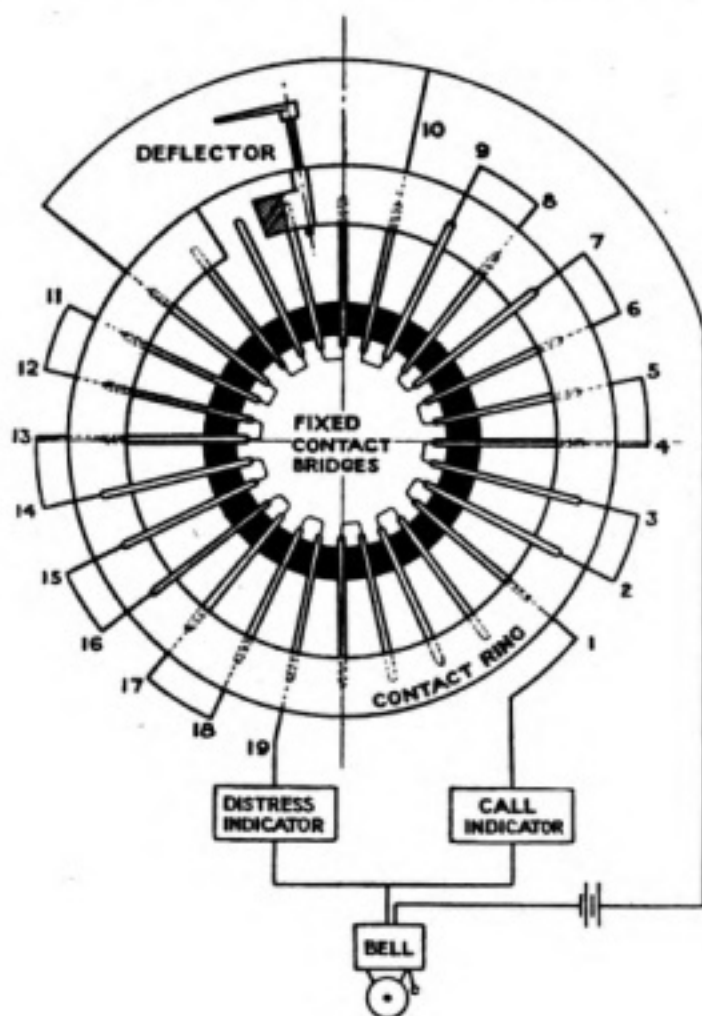 10
DEFLECTOR
9
8
7
11
6
12
5
FIXED
CONTACT
BRIDGES
13
4
14
3
15
2
16
1
17
CONTACT RING
18
19
DISTRESS
INDICATOR
CALL
INDICATOR
BELL